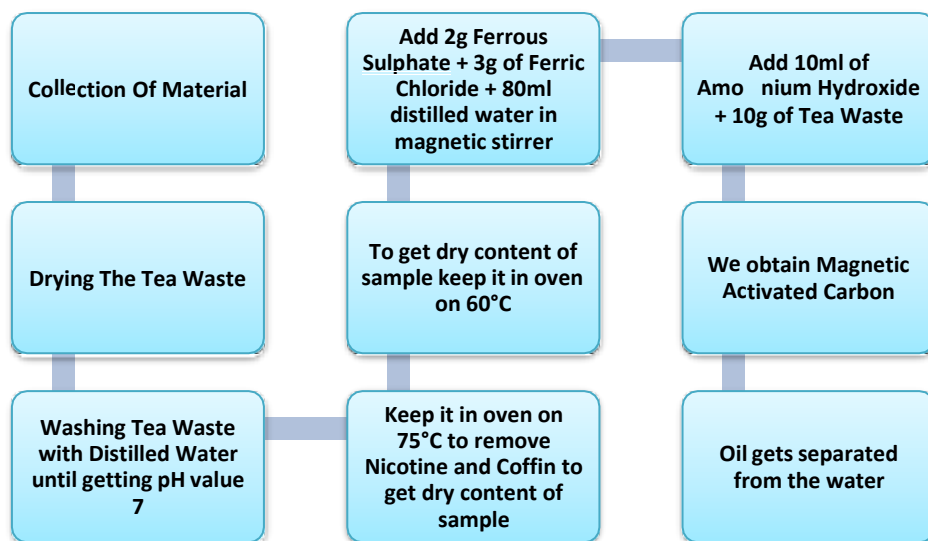 Collection Of Material
Drying The Tea Waste
Washing Tea Waste
with Distilled Water
until getting pH value
7
Keep it in oven on
75°C to remove
Nicotine and Coffin to
get dry content of
sample
To get dry content of
sample keep it in oven
on 60°C
Add 2g Ferrous
Sulphate + 3g of Ferric
Chloride + 80ml
distilled water in
magnetic stirrer
Add 10ml of
Amo nium Hydroxide
+ 10g of Tea Waste
We obtain Magnetic
Activated Carbon
Oil gets separated
from the water